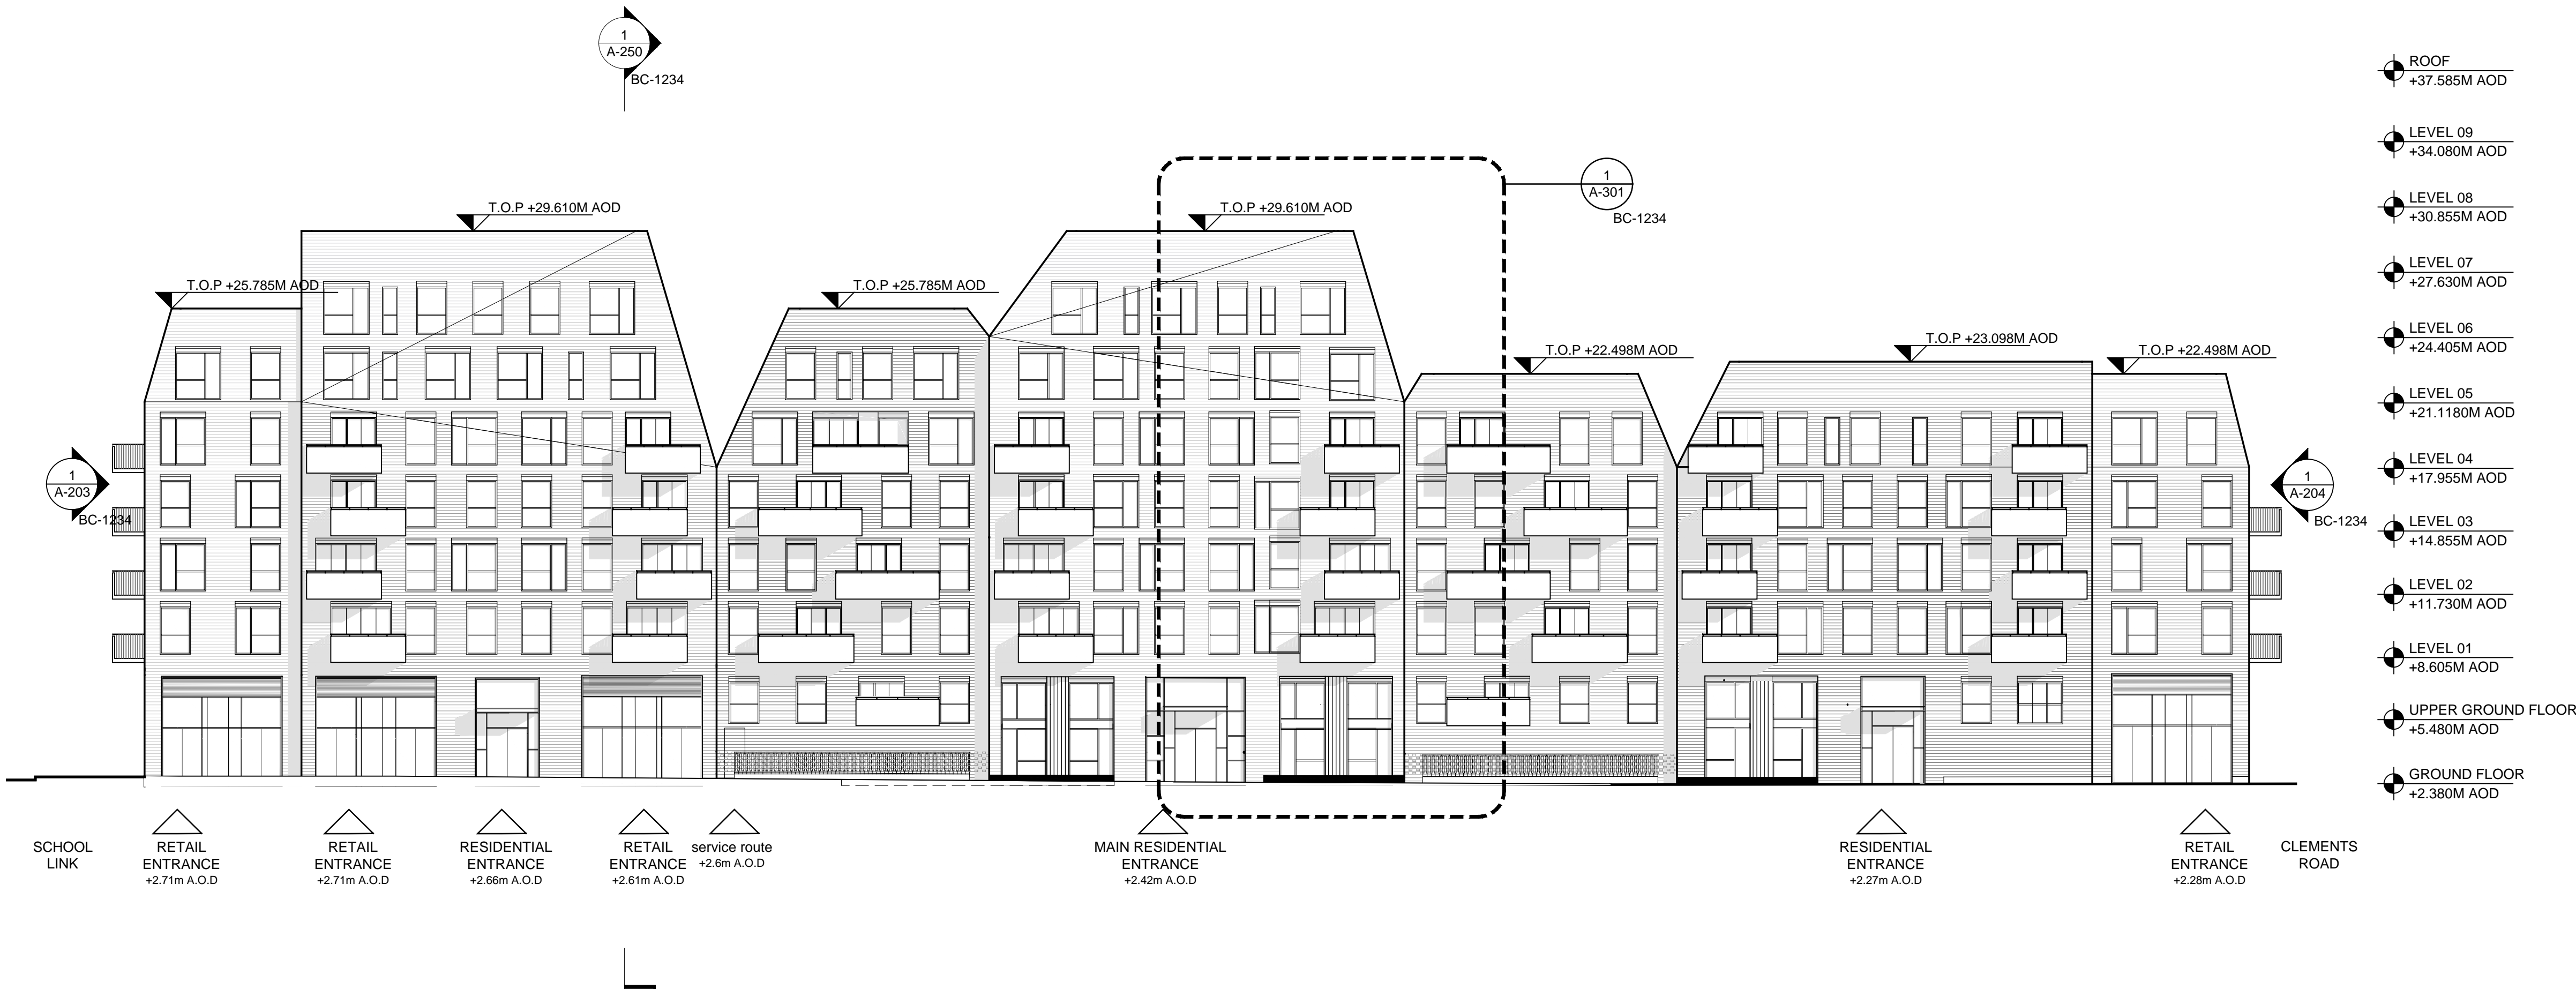 1
A-250
BC-1234
ROOF
+37.585M AOD
LEVEL 09
+34.080M AOD
1
A-301
BC-1234
LEVEL 08
+30.855M AOD
T.O.P +29.610M AOD
T.O.P +29.610M AOD
LEVEL 07
+27.630M AOD
T.O.P +25.785M AOD
T.O.P +25.785M AOD
LEVEL 06
+24.405M AOD
T.O.P +22.498M AOD
T.O.P +23.098M AOD
T.O.P +22.498M AOD
LEVEL 05
+21.1180M AOD
1
A-203
BC-1234
1
A-204
BC-1234
LEVEL 04
+17.955M AOD
LEVEL 03
+14.855M AOD
LEVEL 02
+11.730M AOD
LEVEL 01
+8.605M AOD
UPPER GROUND FLOOR
+5.480M AOD
GROUND FLOOR
+2.380M AOD
SCHOOL
LINK
RETAIL
ENTRANCE
+2.71m A.O.D
RETAIL
ENTRANCE
+2.71m A.O.D
RESIDENTIAL
ENTRANCE
+2.66m A.O.D
RETAIL
ENTRANCE
+2.61m A.O.D
service route
+2.6m A.O.D
MAIN RESIDENTIAL
ENTRANCE
+2.42m A.O.D
RESIDENTIAL
ENTRANCE
+2.27m A.O.D
RETAIL
ENTRANCE
+2.28m A.O.D
CLEMENTS
ROAD